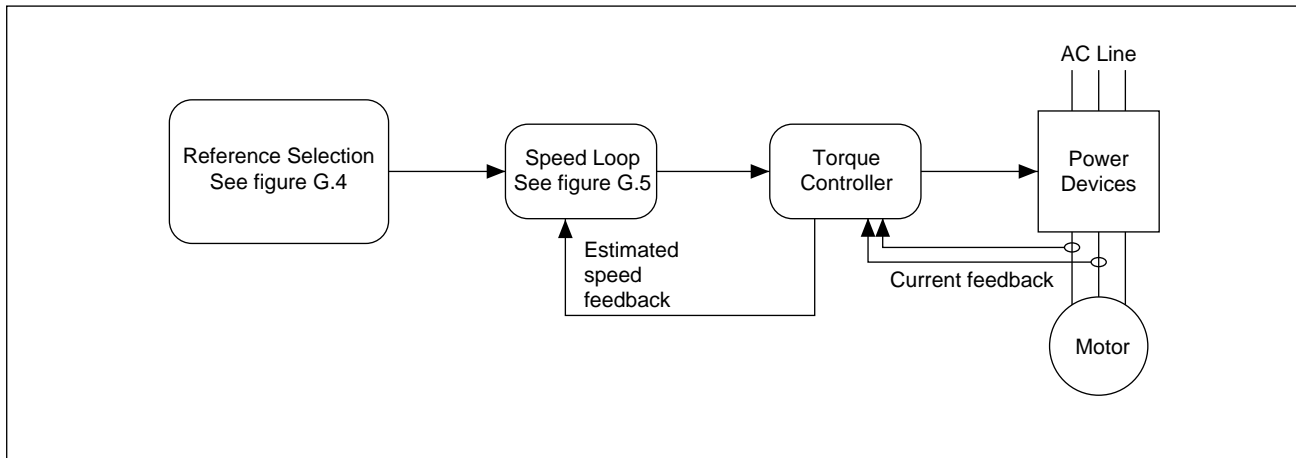 AC Line
Reference Selection
See figure G.4
Speed Loop
See figure G.5
Torque
Controller
Power
Devices
Estimated
speed
feedback
Current feedback
Motor